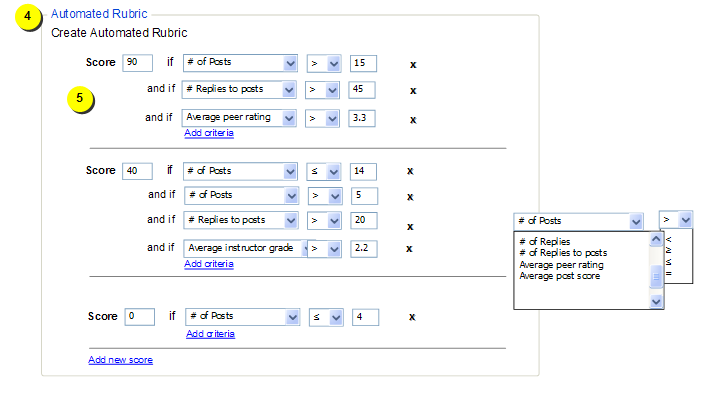 4 Automated Rubric
Create Automated Rubric
Score 90 if # of Posts > 15 x
and if # Replies to posts > 45 x
5
and if Average peer rating > 3.3 x
Add criteria
Score 40 if # of Posts ≤ 14 x
and if # of Posts > 5 x
and if # Replies to posts > 20 x
and if Average instructor grade > 2.2 x
Add criteria
# of Posts >
# of Replies <
# of Replies to posts ≥
Average peer rating ≤
Average post score =
Score 0 if # of Posts ≤ 4 x
Add criteria
Add new score